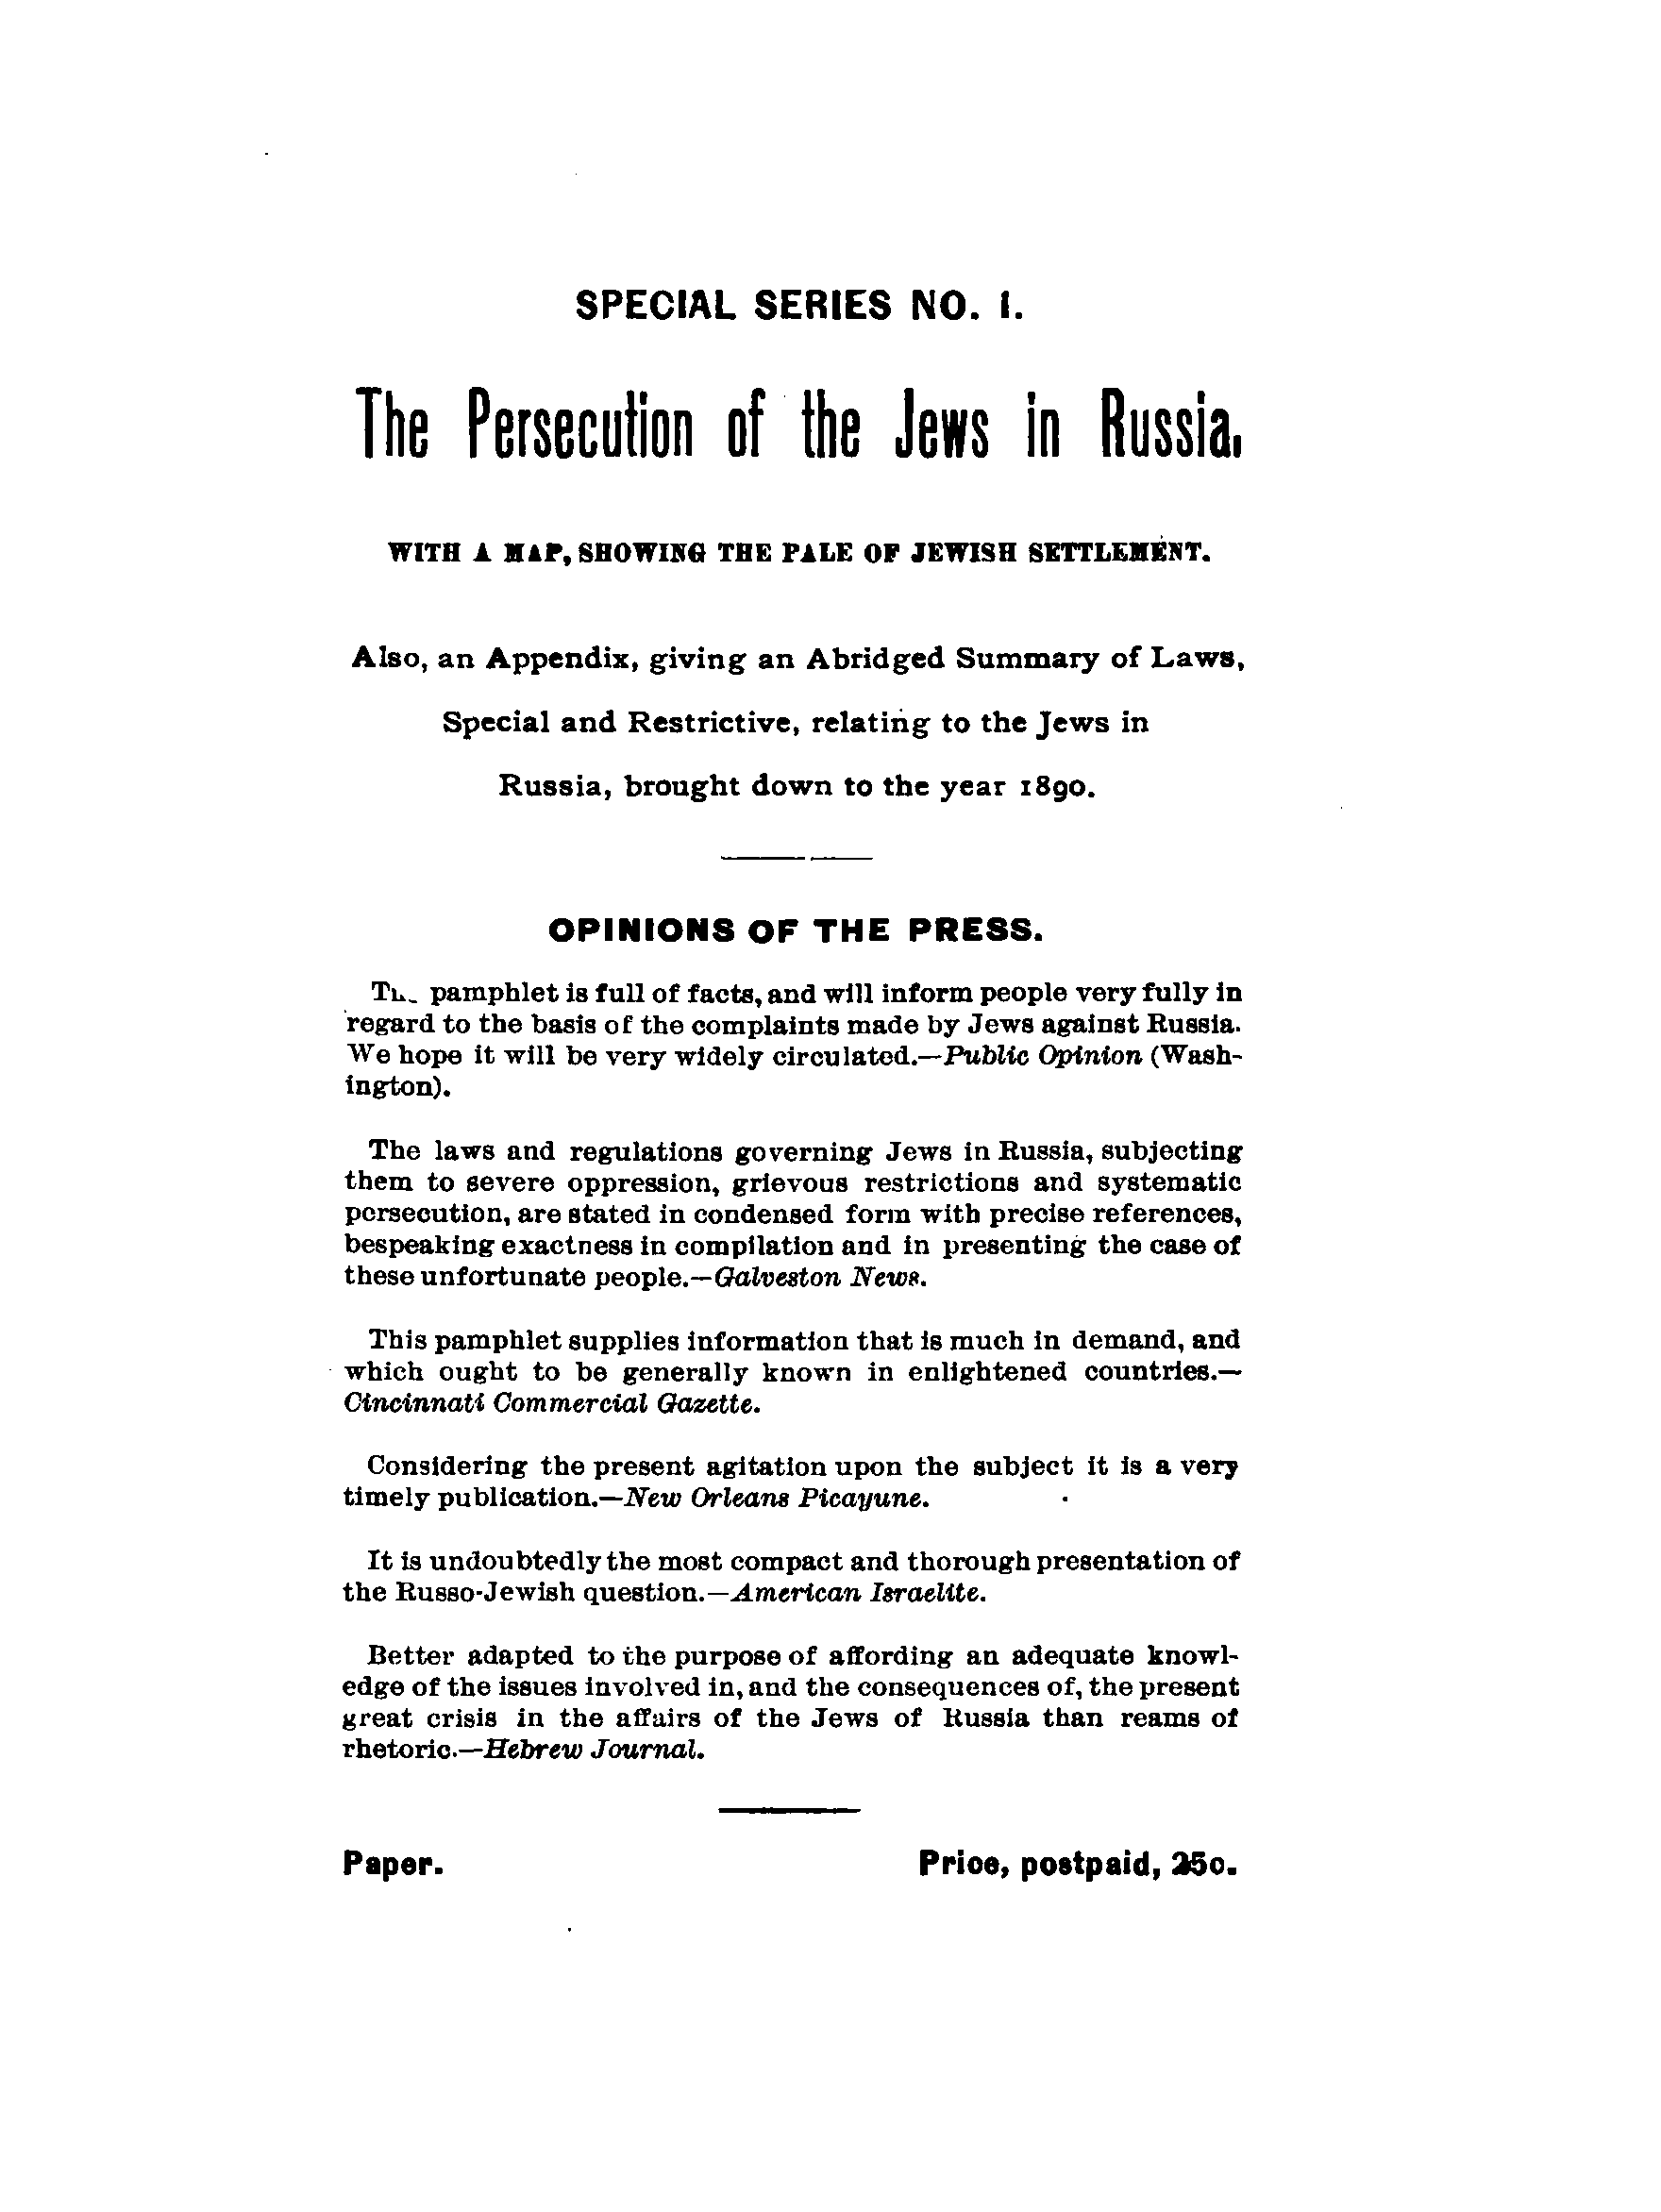 SPECIAL SERIES NO. I.
The Persecution of the Jews in Russia.
WITH A MAP, SHOWING THE PALE OF JEWISH SETTLEMENT.
Also, an Appendix, giving an Abridged Summary of Laws,
Special and Restrictive, relating to the Jews in
Russia, brought down to the year 1890.
OPINIONS OF THE PRESS.
pamphlet is full of facts, and will inform people very fully in
regard to the basis of the complaints made by Jews against Russia.
We hope it will be very widely circulated.—Public Opinion (Wash-
ington).
The laws and regulations governing Jews in Russia, subjecting
them to severe oppression, grievous restrictions and systematic
persecution, are stated in condensed form with precise references,
bespeaking exactness in compilation and in presenting the case of
these unfortunate people.—Galveston News.
This pamphlet supplies information that is much in demand, and
which ought to be generally known in enlightened countries.—
Cincinnati Commercial Gazette.
Considering the present agitation upon the subject it is a very
timely publication.—New Orleans Picayune.
It is undoubtedly the most compact and thorough presentation of
the Russo-Jewish question.—American Israelite.
Better adapted to the purpose of affording an adequate knowl-
edge of the issues involved in, and the consequences of, the present
great crisis in the affairs of the Jews of Russia than reams of
rhetoric.—Hebrew Journal.
Paper. Price, postpaid, 25c.